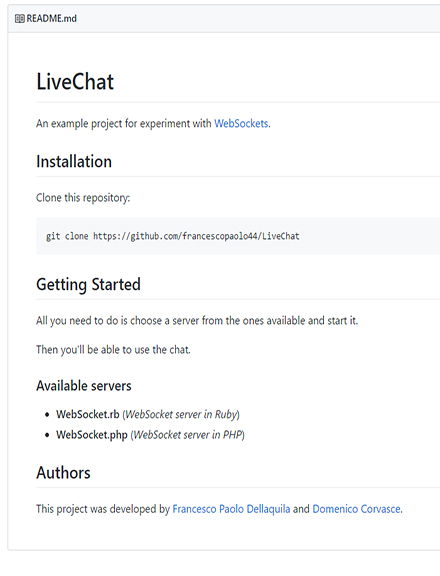 README.md
LiveChat
An example project for experiment with WebSockets.
Installation
Clone this repository:
git clone https://github.com/francescopaolo44/LiveChat
Getting Started
All you need to do is choose a server from the ones available and start it.
Then you'll be able to use the chat.
Available servers
• WebSocket.rb (WebSocket server in Ruby)
• WebSocket.php (WebSocket server in PHP)
Authors
This project was developed by Francesco Paolo Dellaquila and Domenico Corvasce.